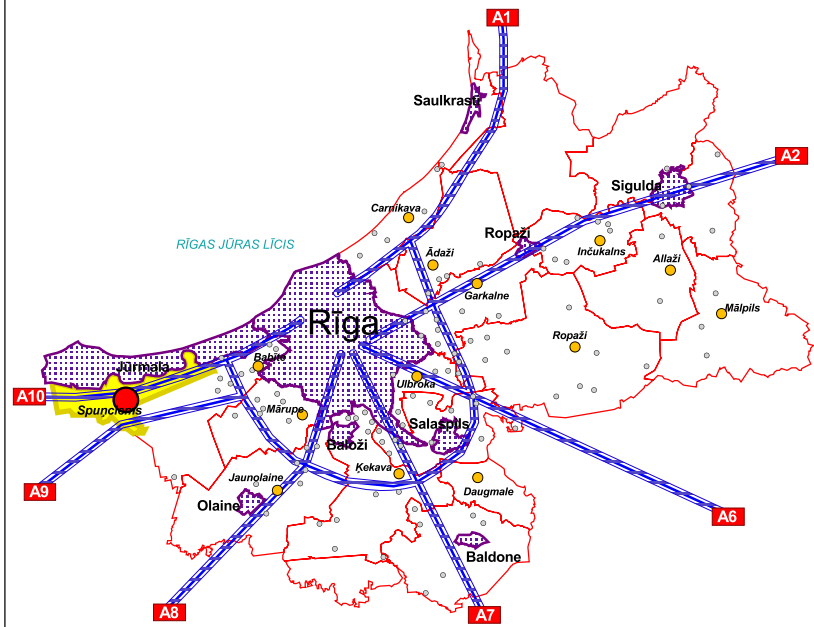 A1
Saulkrasti
A2
Sigulda
Carnikava
RĪGAS JŪRAS LĪCIS
Ropaži
Ādaži
Inčukalns
Allaži
Garkalne
Mālpils
Rīga
Ropaži
Babīte
Jūrmala
Ulbroka
A10
Spuņciems
Mārupe
Salaspils
Baloži
Ķekava
Jaunolaine
Daugmale
A9
Olaine
A6
Baldone
A8
A7